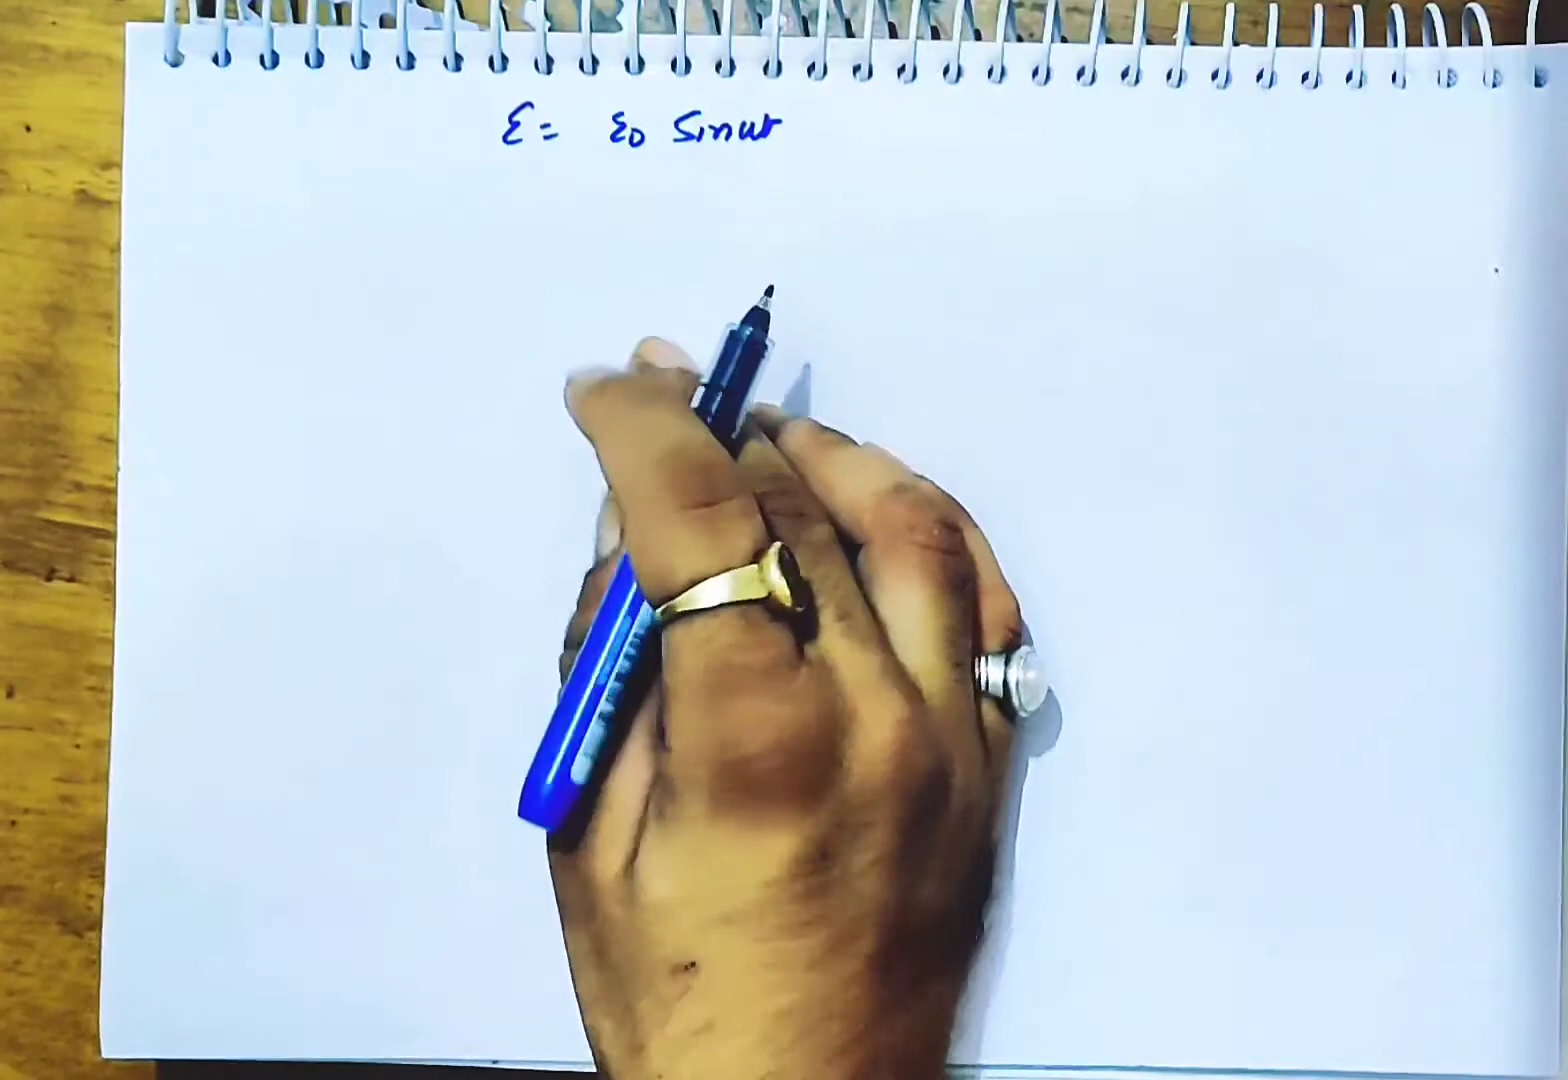 ε = ε₀ Sinωt